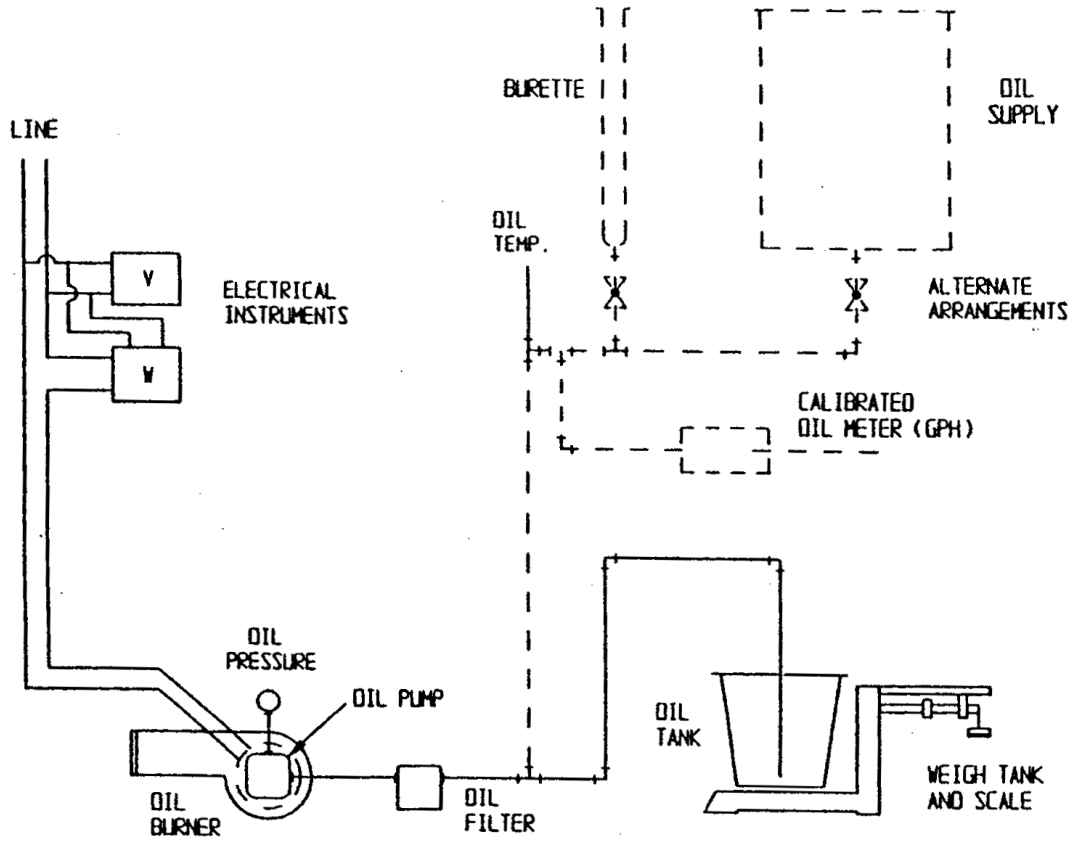 BURETTE
OIL
SUPPLY
LINE
OIL
TEMP.
V
ELECTRICAL
INSTRUMENTS
ALTERNATE
ARRANGEMENTS
W
CALIBRATED
OIL METER (GPH)
OIL
PRESSURE
OIL PUMP
OIL
TANK
OIL
BURNER
OIL
FILTER
WEIGH TANK
AND SCALE